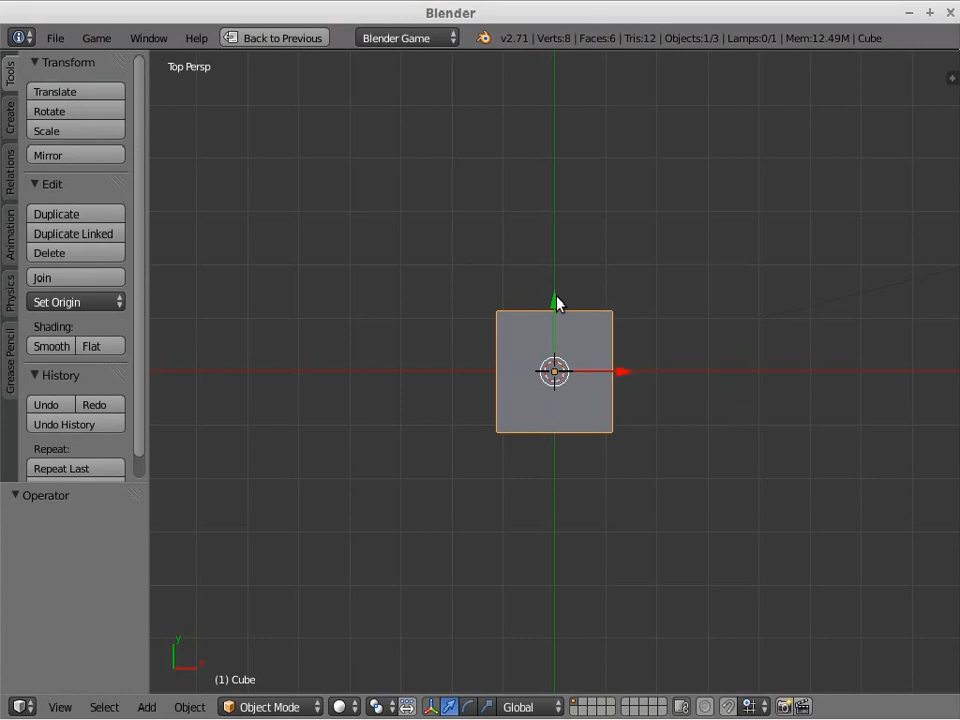 Blender
File Game Window Help Back to Previous Blender Game v2.71 | Verts:8 | Faces:6 | Tris:12 | Objects:1/3 | Lamps:0/1 | Mem:12.49M | Cube
Tools
Create
Relations
Animation
Physics
Grease Pencil
Transform
Translate
Rotate
Scale
Mirror
Edit
Duplicate
Duplicate Linked
Delete
Join
Set Origin
Shading:
Smooth Flat
History
Undo Redo
Undo History
Repeat:
Repeat Last
Operator
Top Persp
y
x
(1) Cube
View Select Add Object Object Mode Global